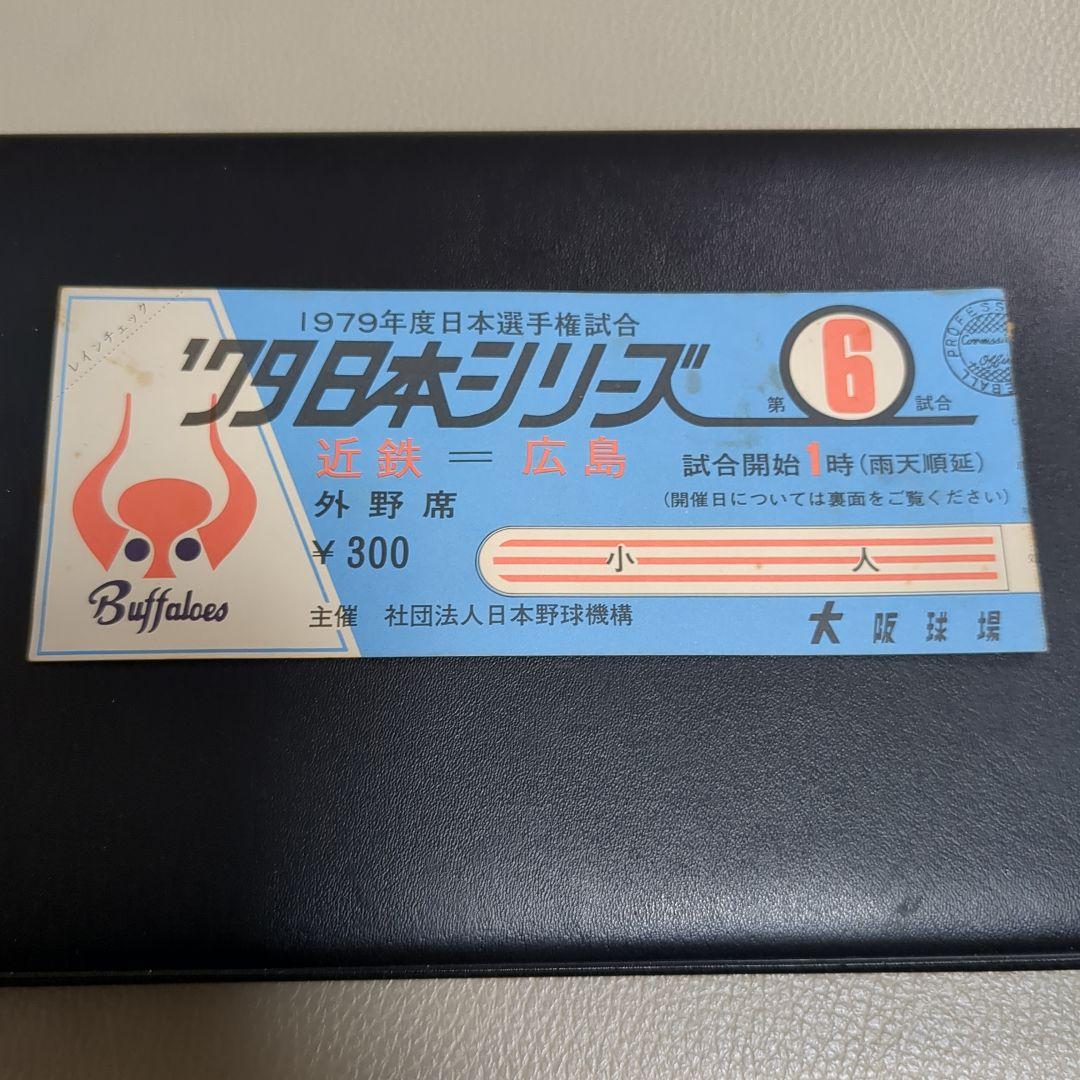 レインチェック
1979年度日本選手権試合
'79日本シリーズ
第6試合
近鉄＝広島
試合開始1時(雨天順延)
(開催日については裏面をご覧ください)
外野席
¥300
小人
Buffaloes
主催 社団法人日本野球機構
大阪球場